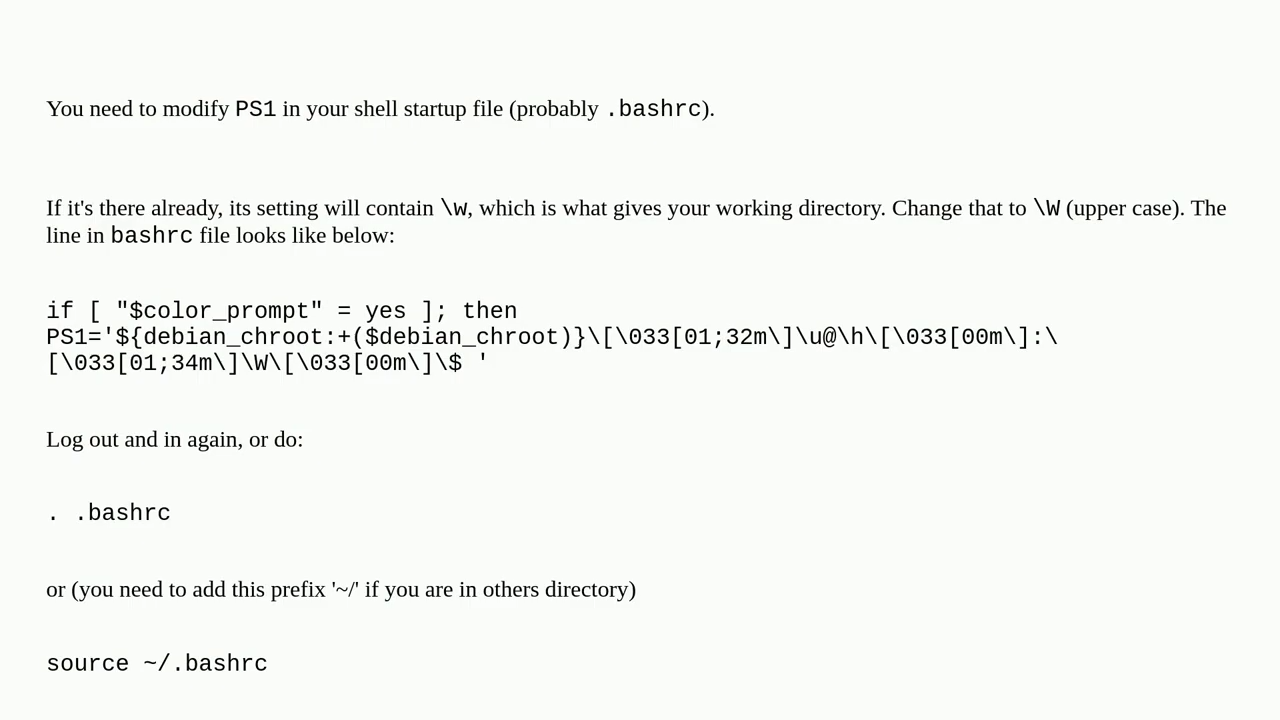 You need to modify PS1 in your shell startup file (probably .bashrc).
If it's there already, its setting will contain \w, which is what gives your working directory. Change that to \W (upper case). The
line in bashrc file looks like below:
if [ "$color_prompt" = yes ]; then
PS1='${debian_chroot:+($debian_chroot)}\[\033[01;32m\]\u@\h\[\033[00m\]:\
[\033[01;34m\]\W\[\033[00m\]\$ '
Log out and in again, or do:
. .bashrc
or (you need to add this prefix '~/' if you are in others directory)
source ~/.bashrc